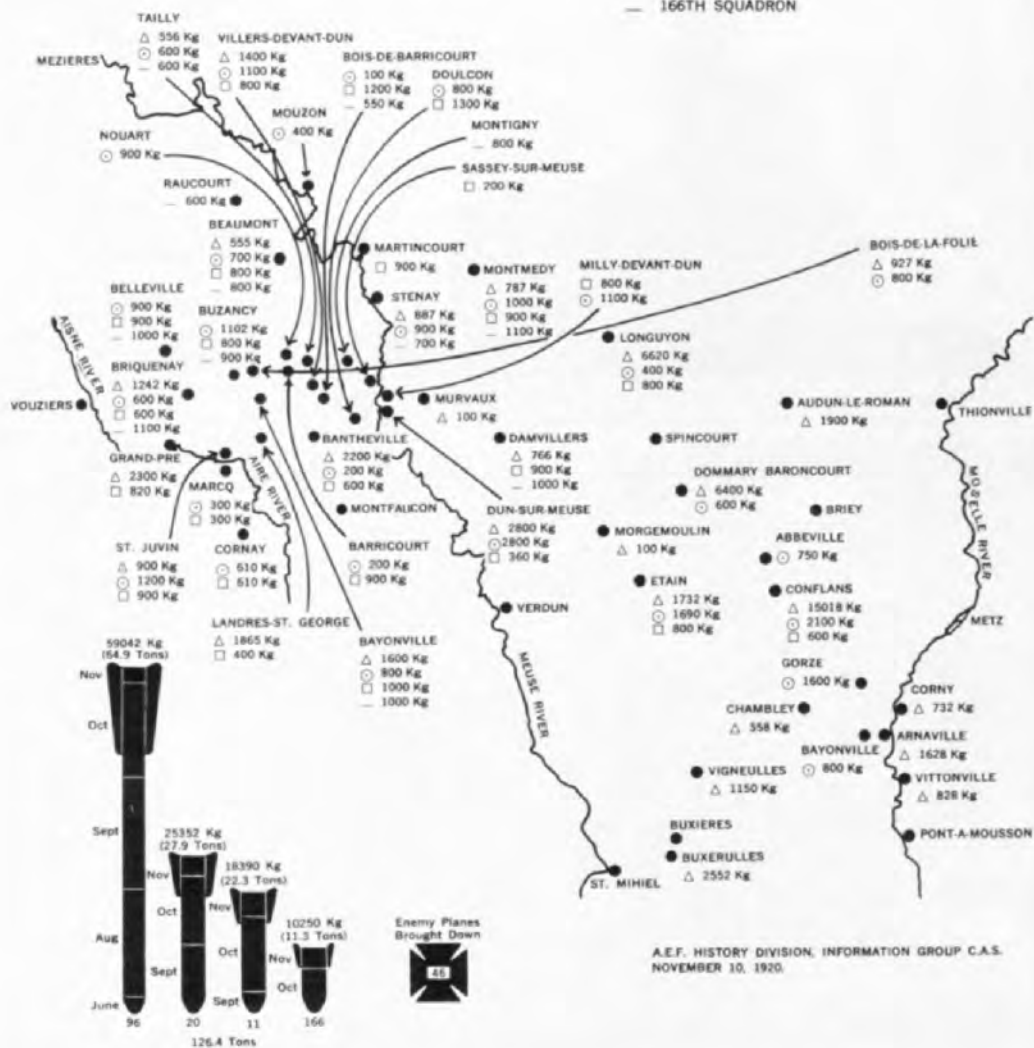 — 166TH SQUADRON
TAILLY
△ 556 Kg
⊙ 600 Kg
— 600 Kg
VILLERS-DEVANT-DUN
△ 1400 Kg
⊙ 1100 Kg
□ 800 Kg
BOIS-DE-BARRICOURT
⊙ 100 Kg
□ 1200 Kg
— 550 Kg
DOULCON
⊙ 800 Kg
□ 1300 Kg
MEZIERES
MOUZON
⊙ 400 Kg
MONTIGNY
— 800 Kg
NOUART
⊙ 900 Kg
SASSEY-SUR-MEUSE
□ 200 Kg
RAUCOURT
— 600 Kg
BEAUMONT
△ 555 Kg
⊙ 700 Kg
□ 800 Kg
— 800 Kg
MARTINCOURT
□ 900 Kg
MONTMEDY
△ 787 Kg
⊙ 1000 Kg
□ 900 Kg
— 1100 Kg
MILLY-DEVANT-DUN
□ 800 Kg
⊙ 1100 Kg
BOIS-DE-LA-FOLIE
△ 927 Kg
⊙ 800 Kg
BELLEVILLE
⊙ 900 Kg
□ 900 Kg
— 1000 Kg
BUZANCY
⊙ 1102 Kg
□ 800 Kg
— 900 Kg
STENAY
△ 887 Kg
⊙ 900 Kg
— 700 Kg
LONGUYON
△ 6620 Kg
⊙ 400 Kg
□ 800 Kg
AISNE RIVER
BRIQUENAY
△ 1242 Kg
⊙ 600 Kg
□ 600 Kg
— 1100 Kg
VOUZIERS
MURVAUX
△ 100 Kg
AUDUN-LE-ROMAN
△ 1900 Kg
THIONVILLE
GRAND-PRE
△ 2300 Kg
□ 820 Kg
BANTHEVILLE
△ 2200 Kg
⊙ 200 Kg
□ 600 Kg
DAMVILLERS
△ 766 Kg
□ 900 Kg
— 1000 Kg
SPINCOURT
DOMMARY BARONCOURT
△ 6400 Kg
⊙ 600 Kg
MARCQ
⊙ 300 Kg
□ 300 Kg
AIRE RIVER
MONTFAUCON
DUN-SUR-MEUSE
△ 2800 Kg
⊙ 2800 Kg
□ 360 Kg
MORGEMOULIN
△ 100 Kg
BRIEY
ABBEVILLE
⊙ 750 Kg
MOSELLE RIVER
ST. JUVIN
△ 900 Kg
⊙ 1200 Kg
□ 900 Kg
CORNAY
⊙ 610 Kg
□ 610 Kg
BARRICOURT
⊙ 200 Kg
□ 900 Kg
ETAIN
△ 1732 Kg
⊙ 1690 Kg
□ 800 Kg
CONFLANS
△ 15018 Kg
⊙ 2100 Kg
□ 600 Kg
VERDUN
METZ
LANDRES-ST. GEORGE
△ 1865 Kg
□ 400 Kg
BAYONVILLE
△ 1600 Kg
⊙ 800 Kg
□ 1000 Kg
— 1000 Kg
MEUSE RIVER
GORZE
⊙ 1600 Kg
CHAMBLEY
△ 558 Kg
CORNY
△ 732 Kg
ARNAVILLE
△ 1628 Kg
BAYONVILLE
⊙ 800 Kg
VIGNEULLES
△ 1150 Kg
VITTONVILLE
△ 828 Kg
BUXIERES
BUXERULLES
△ 2552 Kg
PONT-A-MOUSSON
ST. MIHIEL
59042 Kg
(64.9 Tons)
Nov
Oct
Sept
Aug
June
96
25352 Kg
(27.9 Tons)
Nov
Oct
Sept
20
18390 Kg
(22.3 Tons)
Nov
Oct
Sept
11
10250 Kg
(11.3 Tons)
Nov
Oct
166
126.4 Tons
Enemy Planes
Brought Down
46
A.E.F. HISTORY DIVISION, INFORMATION GROUP C.A.S.
NOVEMBER 10, 1920.